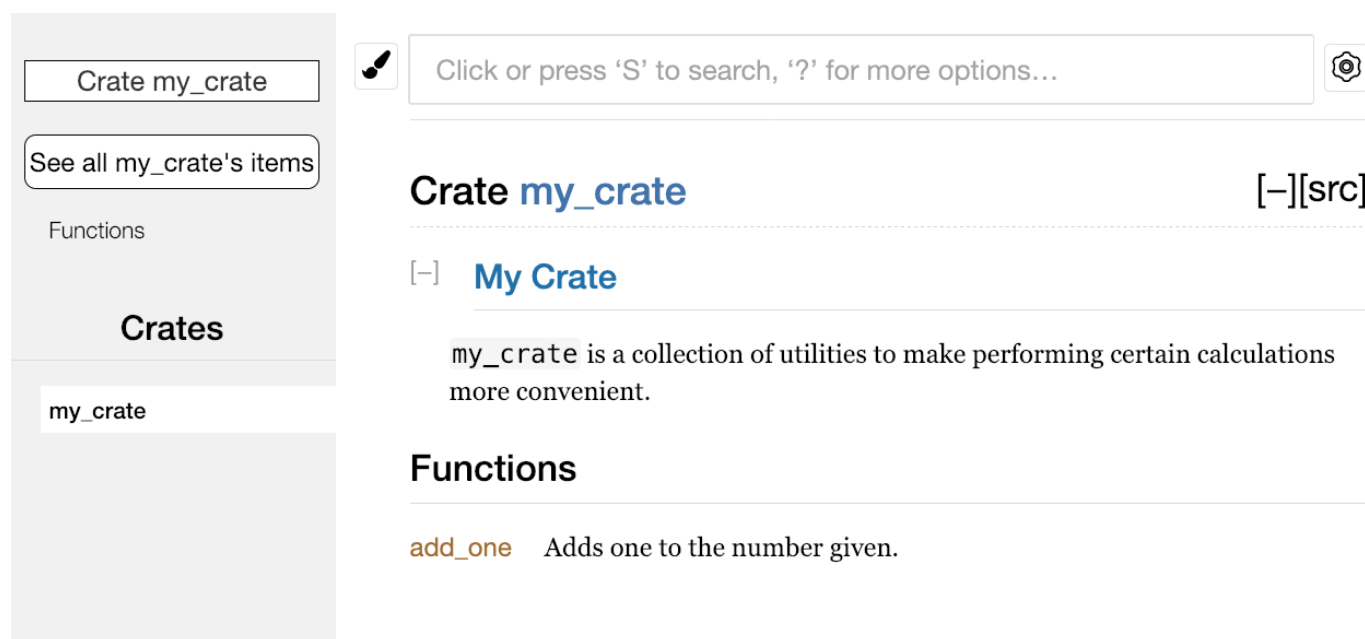 Crate my_crate
See all my_crate's items
Functions
Crates
my_crate
Click or press ‘S’ to search, ‘?’ for more options…
Crate my_crate
[−][src]
[−]
My Crate
my_crate is a collection of utilities to make performing certain calculations
more convenient.
Functions
add_one Adds one to the number given.